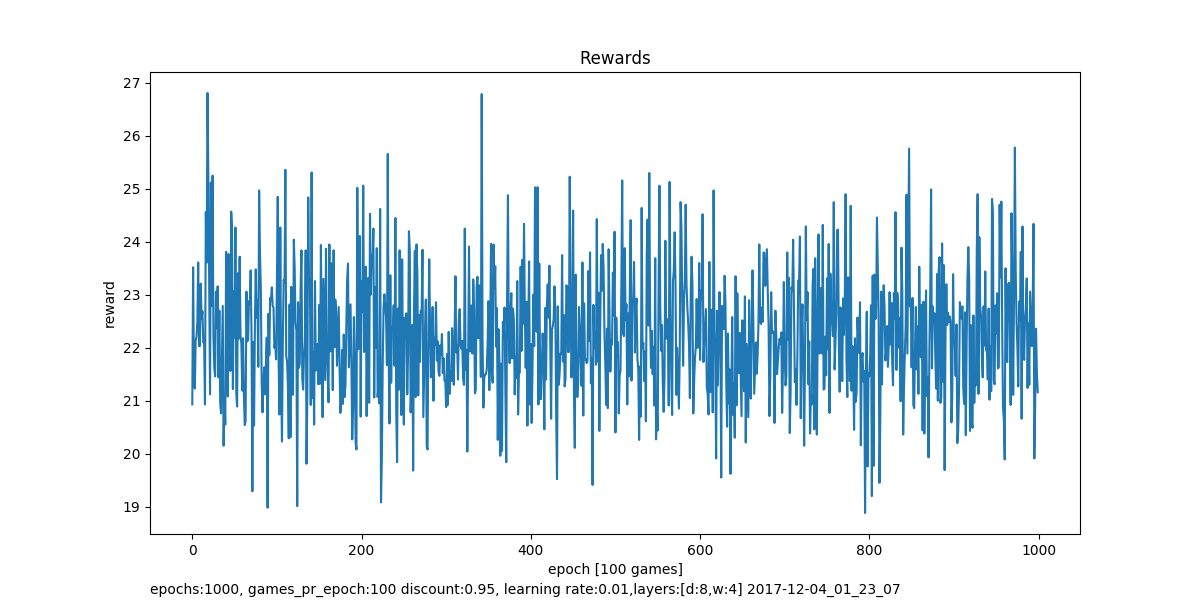 Rewards
27
26
25
24
23
22
21
20
19
reward
0 200 400 600 800 1000
epoch [100 games]
epochs:1000, games_pr_epoch:100 discount:0.95, learning rate:0.01,layers:[d:8,w:4] 2017-12-04_01_23_07